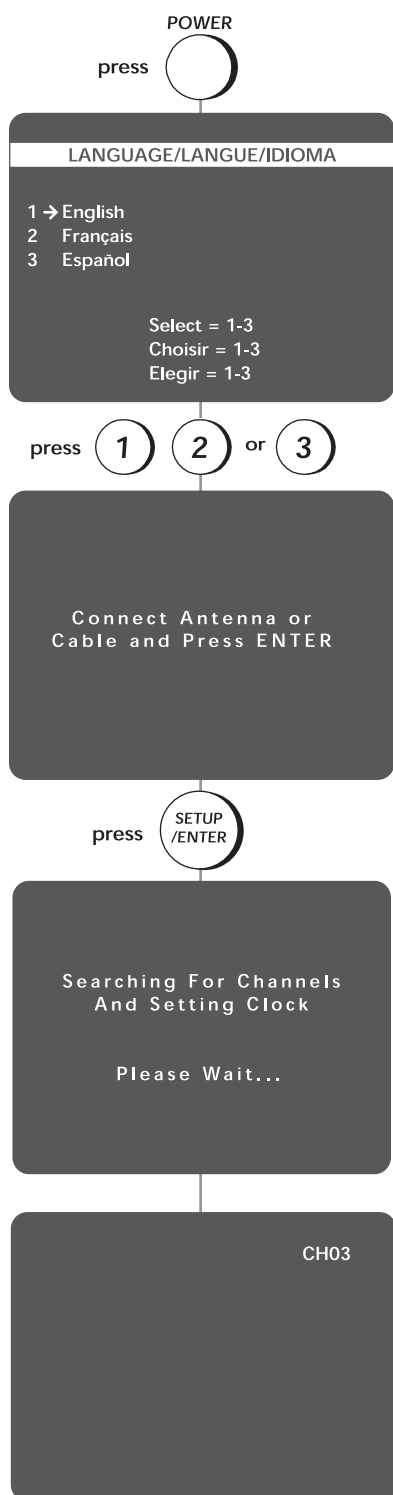 POWER
press
LANGUAGE/LANGUE/IDIOMA
1 → English
2 Français
3 Español
Select = 1-3
Choisir = 1-3
Elegir = 1-3
press 1 2 or 3
Connect Antenna or
Cable and Press ENTER
press SETUP
/ENTER
Searching For Channels
And Setting Clock
Please Wait...
CH03